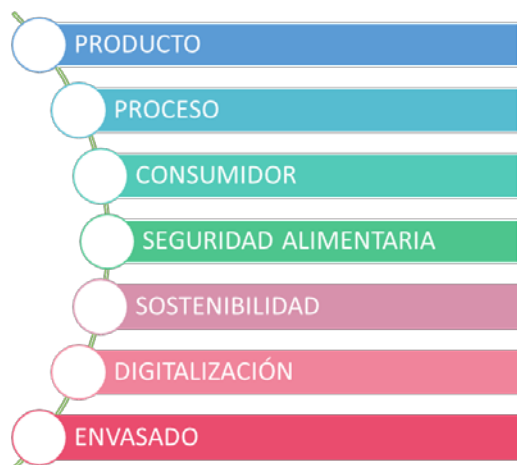 PRODUCTO
PROCESO
CONSUMIDOR
SEGURIDAD ALIMENTARIA
SOSTENIBILIDAD
DIGITALIZACIÓN
ENVASADO